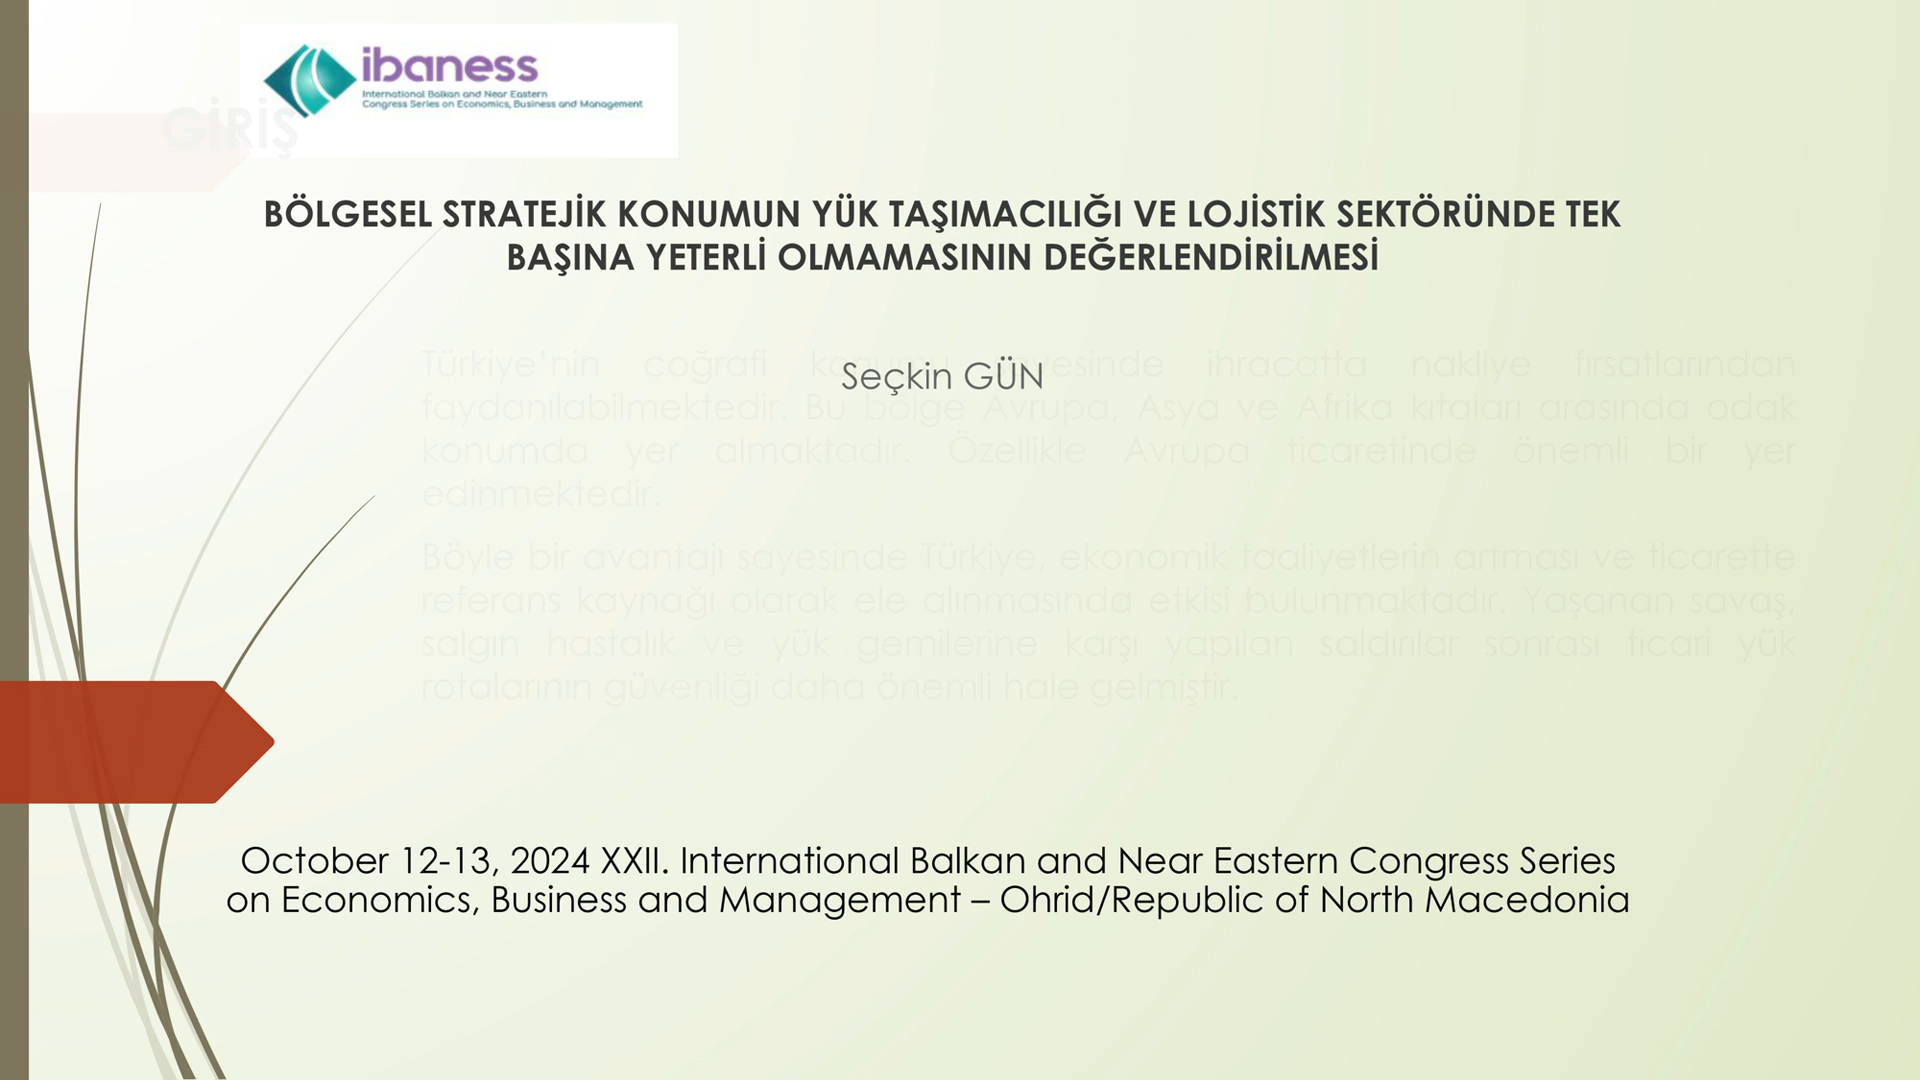 ibaness
International Balkan and Near Eastern
Congress Series on Economics, Business and Management
GİRİŞ
BÖLGESEL STRATEJİK KONUMUN YÜK TAŞIMACILIĞI VE LOJİSTİK SEKTÖRÜNDE TEK
BAŞINA YETERLİ OLMAMASININ DEĞERLENDİRİLMESİ
Seçkin GÜN
Türkiye'nin coğrafi konumu sayesinde ihracatta nakliye fırsatlarından
faydanılabilmektedir. Bu bölge Avrupa, Asya ve Afrika kıtaları arasında odak
konumda yer almaktadır. Özellikle Avrupa ticaretinde önemli bir yer
edinmektedir.
Böyle bir avantajı sayesinde Türkiye, ekonomik faaliyetlerin artması ve ticarette
referans kaynağı olarak ele alınmasında etkisi bulunmaktadır. Yaşanan savaş,
salgın hastalık ve yük gemilerine karşı yapılan saldırılar sonrası ticari yük
rotalarının güvenliği daha önemli hale gelmiştir.
October 12-13, 2024 XXII. International Balkan and Near Eastern Congress Series
on Economics, Business and Management – Ohrid/Republic of North Macedonia